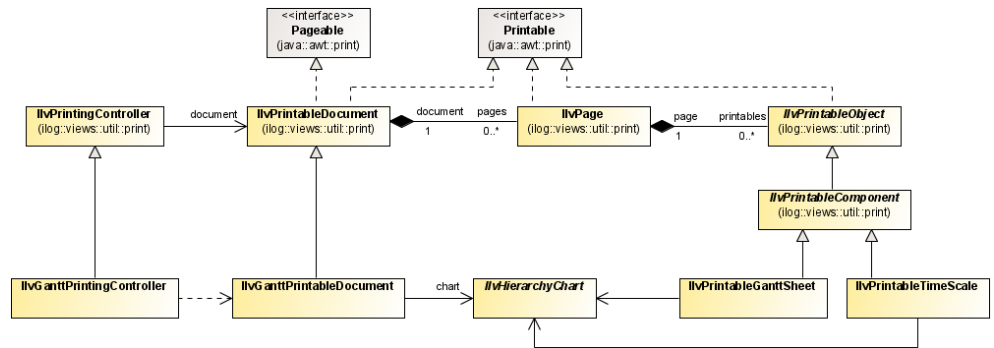 <<interface>>
Pageable
(java::awt::print)
<<interface>>
Printable
(java::awt::print)
IlvPrintingController
(ilog::views::util::print)
document
IlvPrintableDocument
(ilog::views::util::print)
document
1
pages
0..*
IlvPage
(ilog::views::util::print)
page
1
printables
0..*
IlvPrintableObject
(ilog::views::util::print)
IlvPrintableComponent
(ilog::views::util::print)
IlvGanttPrintingController
IlvGanttPrintableDocument
chart
IlvHierarchyChart
IlvPrintableGanttSheet
IlvPrintableTimeScale